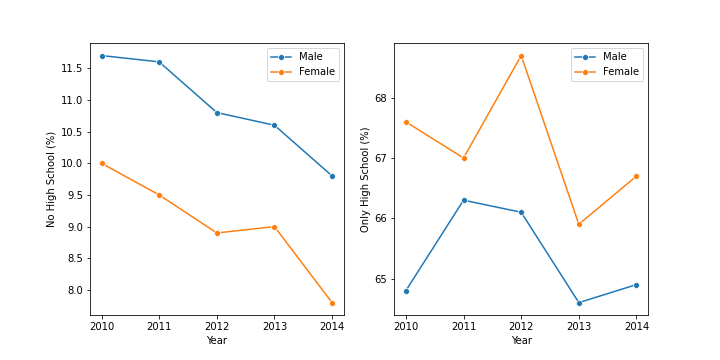 No High School (%)
11.5
11.0
10.5
10.0
9.5
9.0
8.5
8.0
2010 2011 2012 2013 2014
Year
Male
Female
Only High School (%)
68
67
66
65
2010 2011 2012 2013 2014
Year
Male
Female